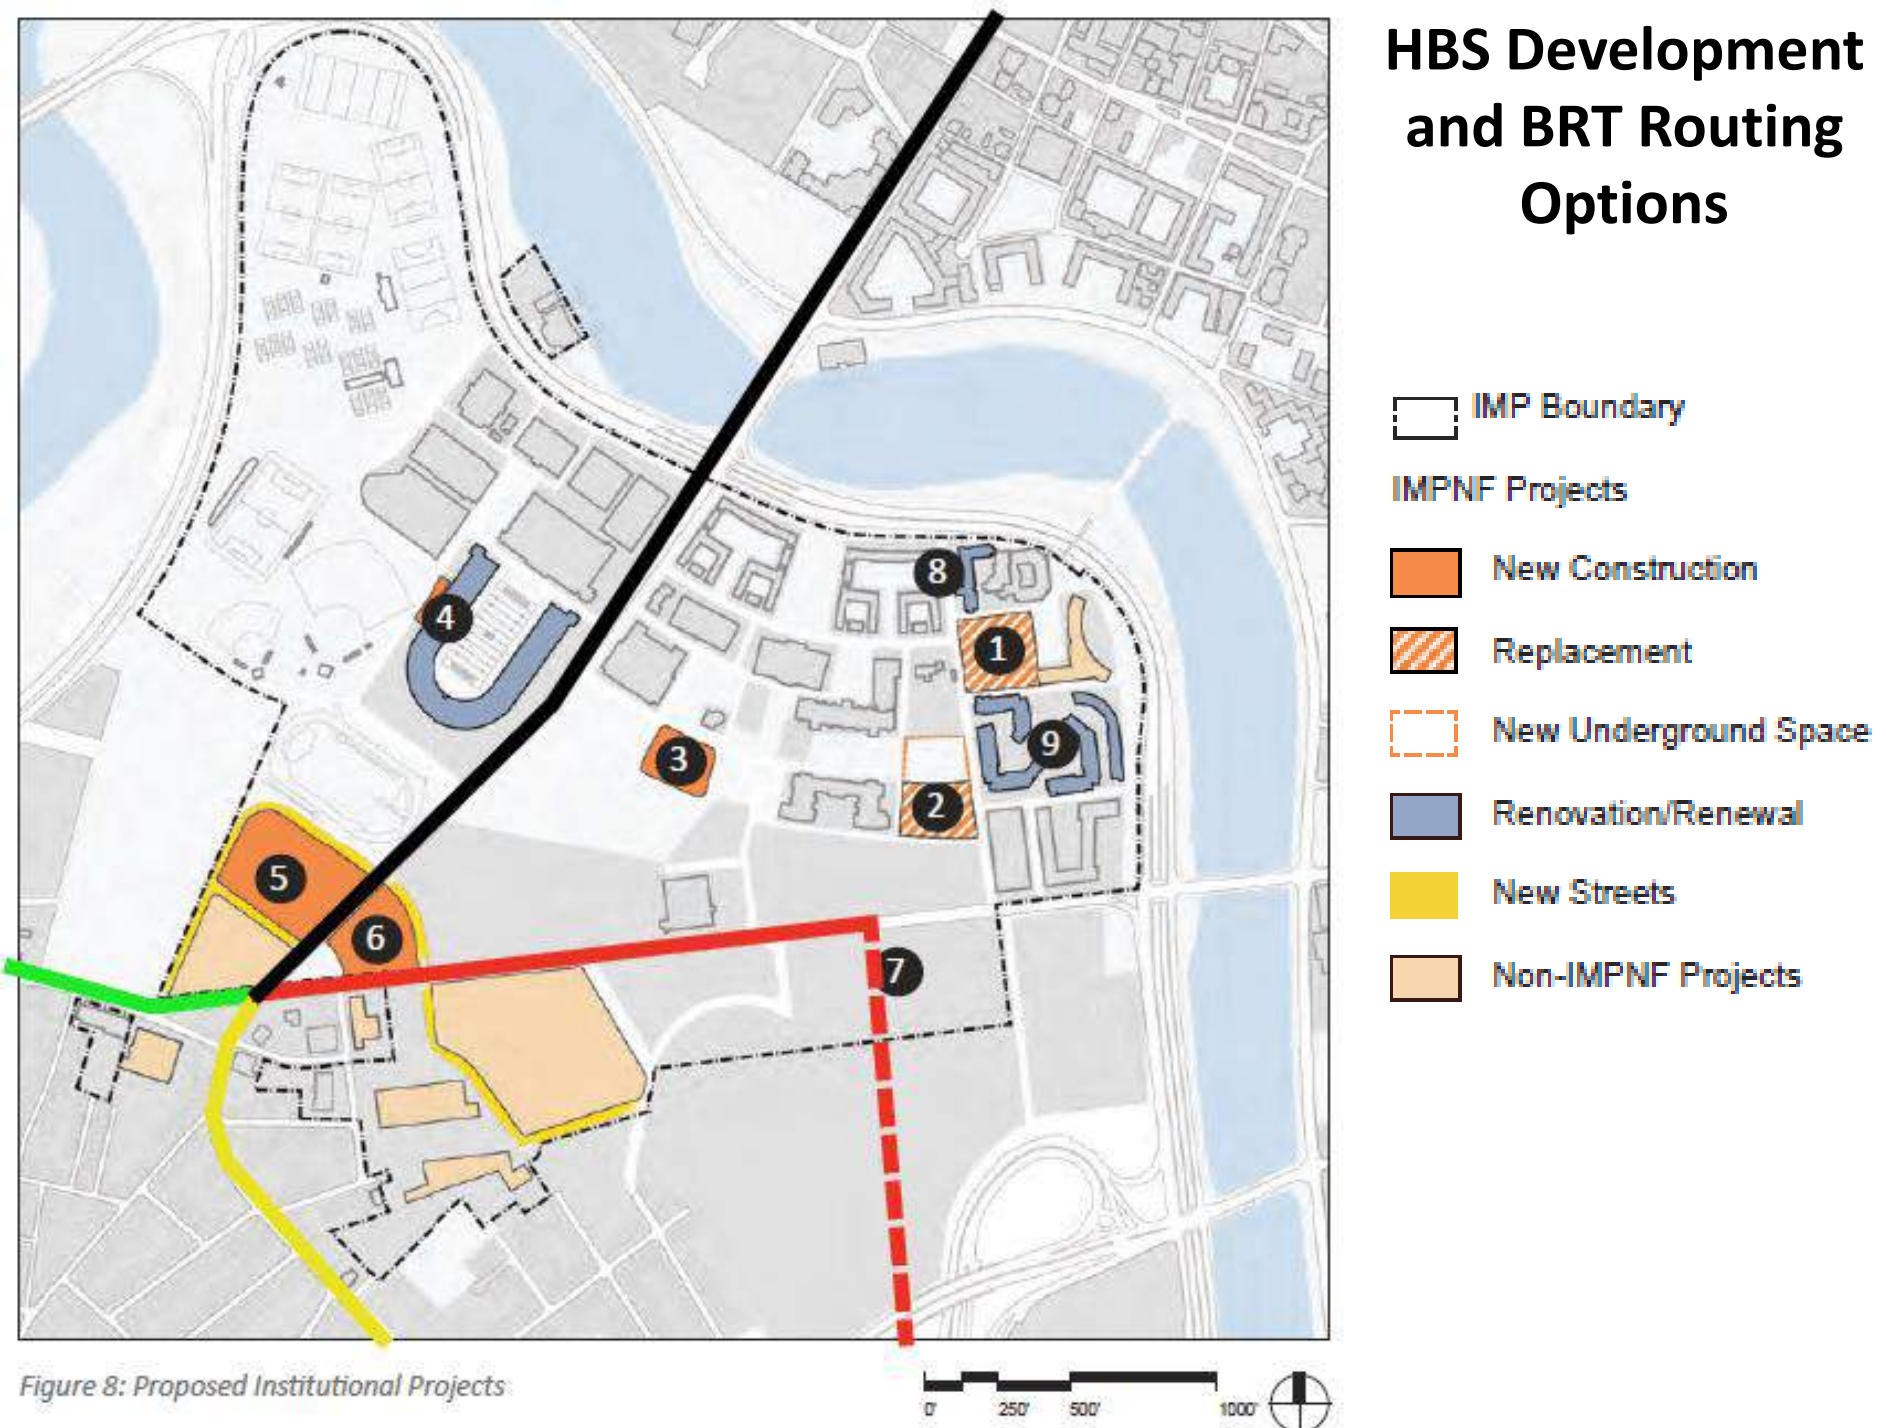 HBS Development
and BRT Routing
Options
IMP Boundary
IMPNF Projects
New Construction
Replacement
New Underground Space
Renovation/Renewal
New Streets
Non-IMPNF Projects
8
4
1
9
3
2
5
6
7
Figure 8: Proposed Institutional Projects
0' 250' 500' 1000'